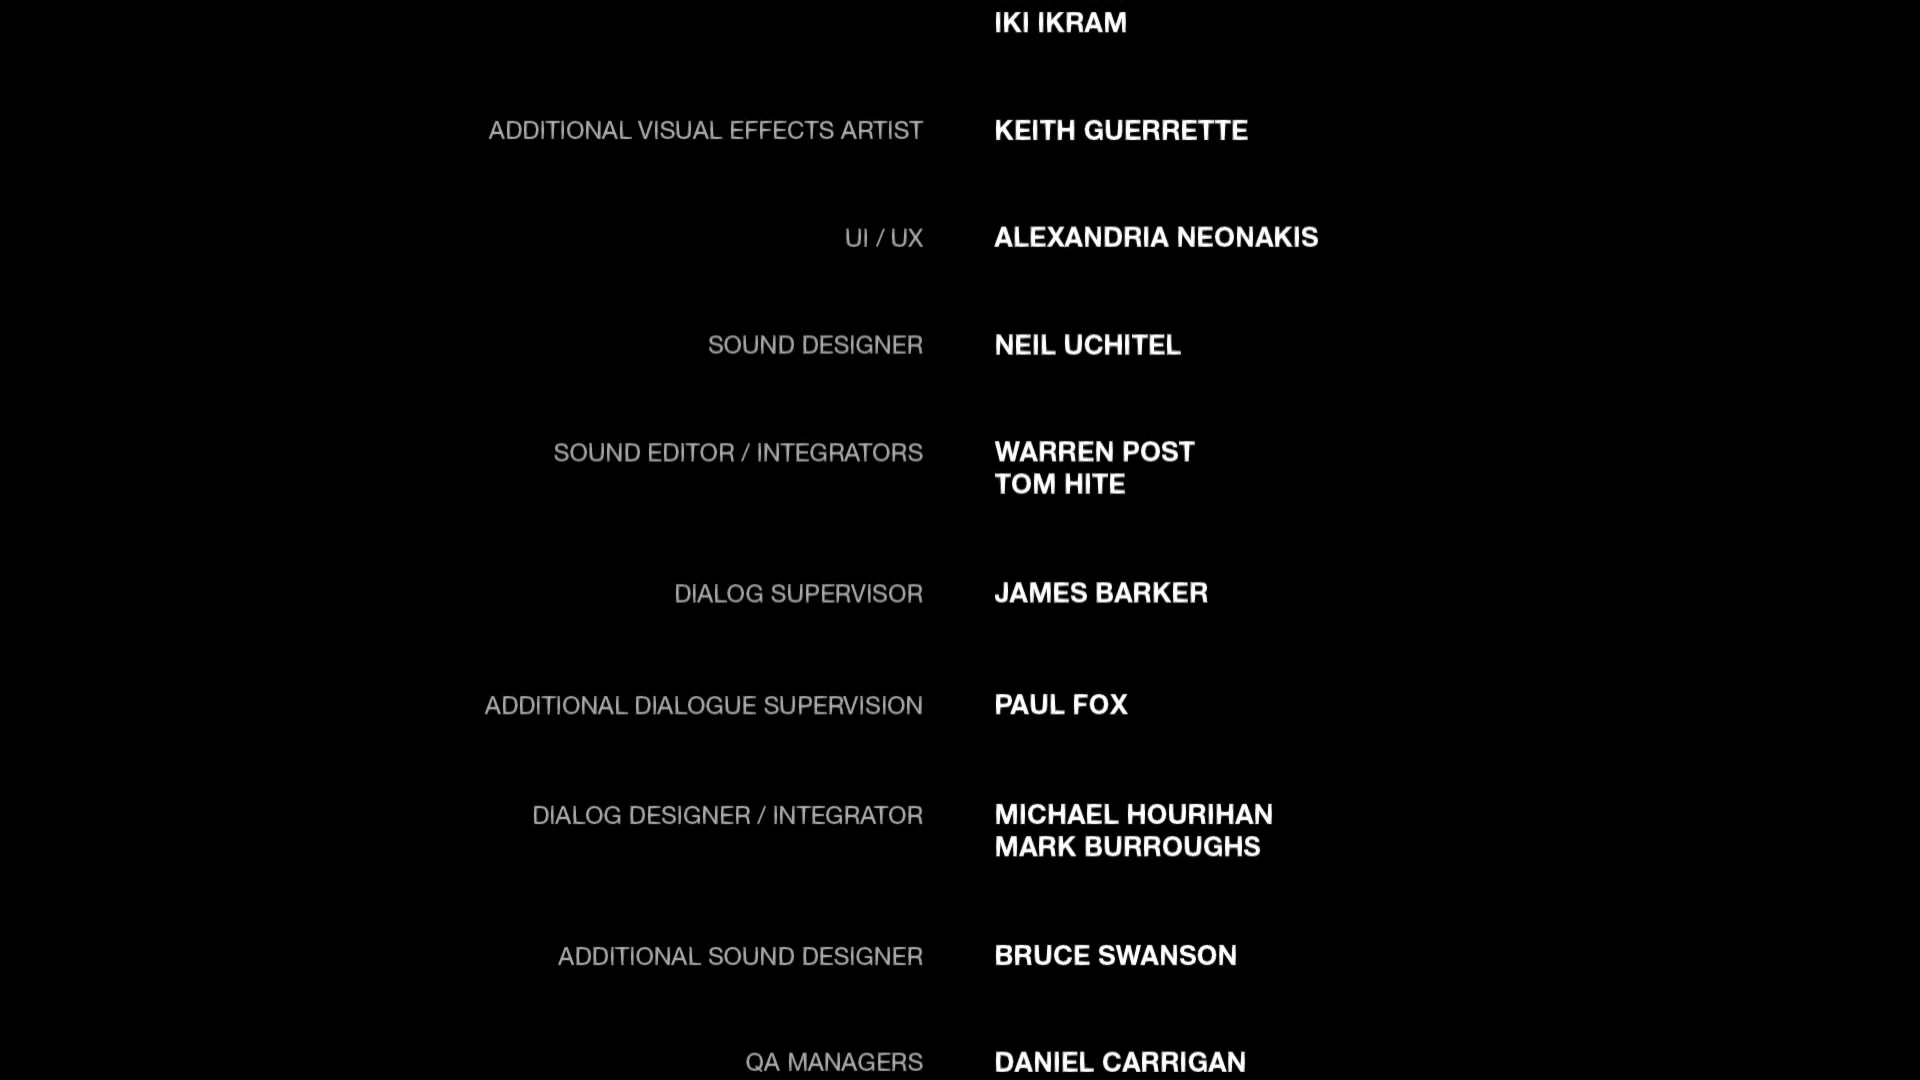 IKI IKRAM
ADDITIONAL VISUAL EFFECTS ARTIST KEITH GUERRETTE
UI / UX ALEXANDRIA NEONAKIS
SOUND DESIGNER NEIL UCHITEL
SOUND EDITOR / INTEGRATORS WARREN POST
TOM HITE
DIALOG SUPERVISOR JAMES BARKER
ADDITIONAL DIALOGUE SUPERVISION PAUL FOX
DIALOG DESIGNER / INTEGRATOR MICHAEL HOURIHAN
MARK BURROUGHS
ADDITIONAL SOUND DESIGNER BRUCE SWANSON
QA MANAGERS DANIEL CARRIGAN